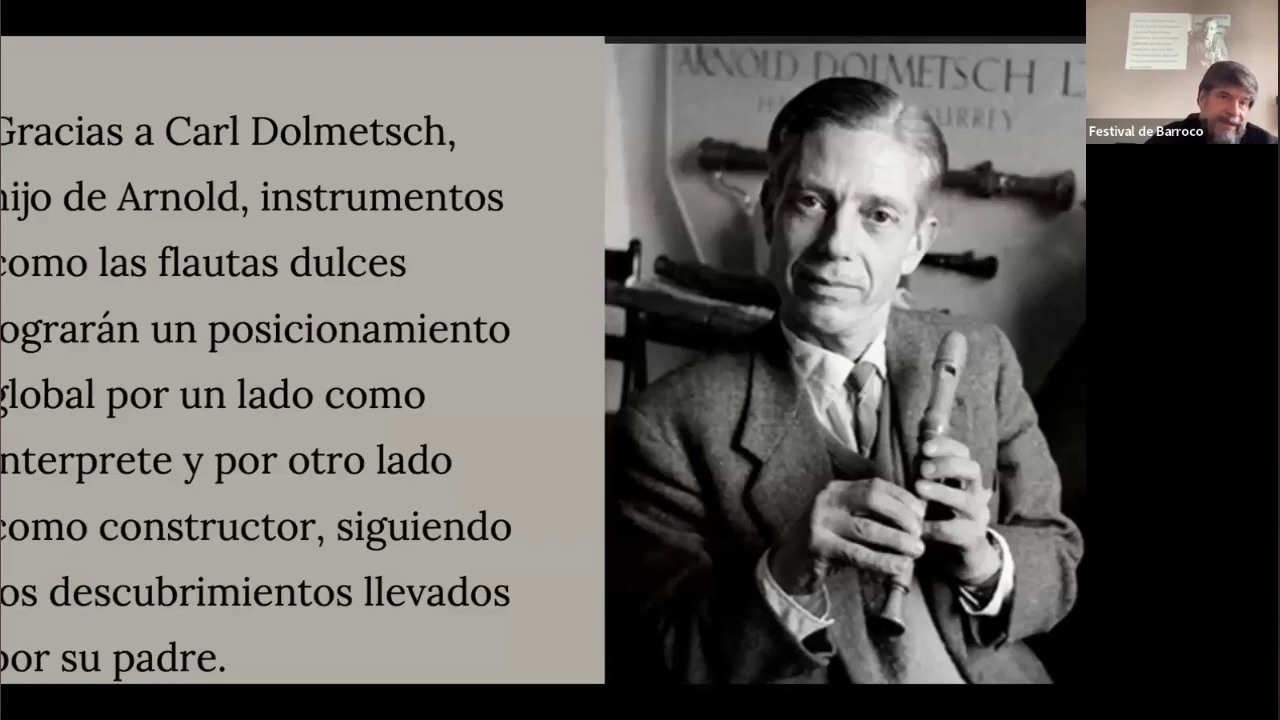 Gracias a Carl Dolmetsch,
hijo de Arnold, instrumentos
como las flautas dulces
lograrán un posicionamiento
global por un lado como
interprete y por otro lado
como constructor, siguiendo
los descubrimientos llevados
por su padre.
ARNOLD DOLMETSCH
Festival de Barroco